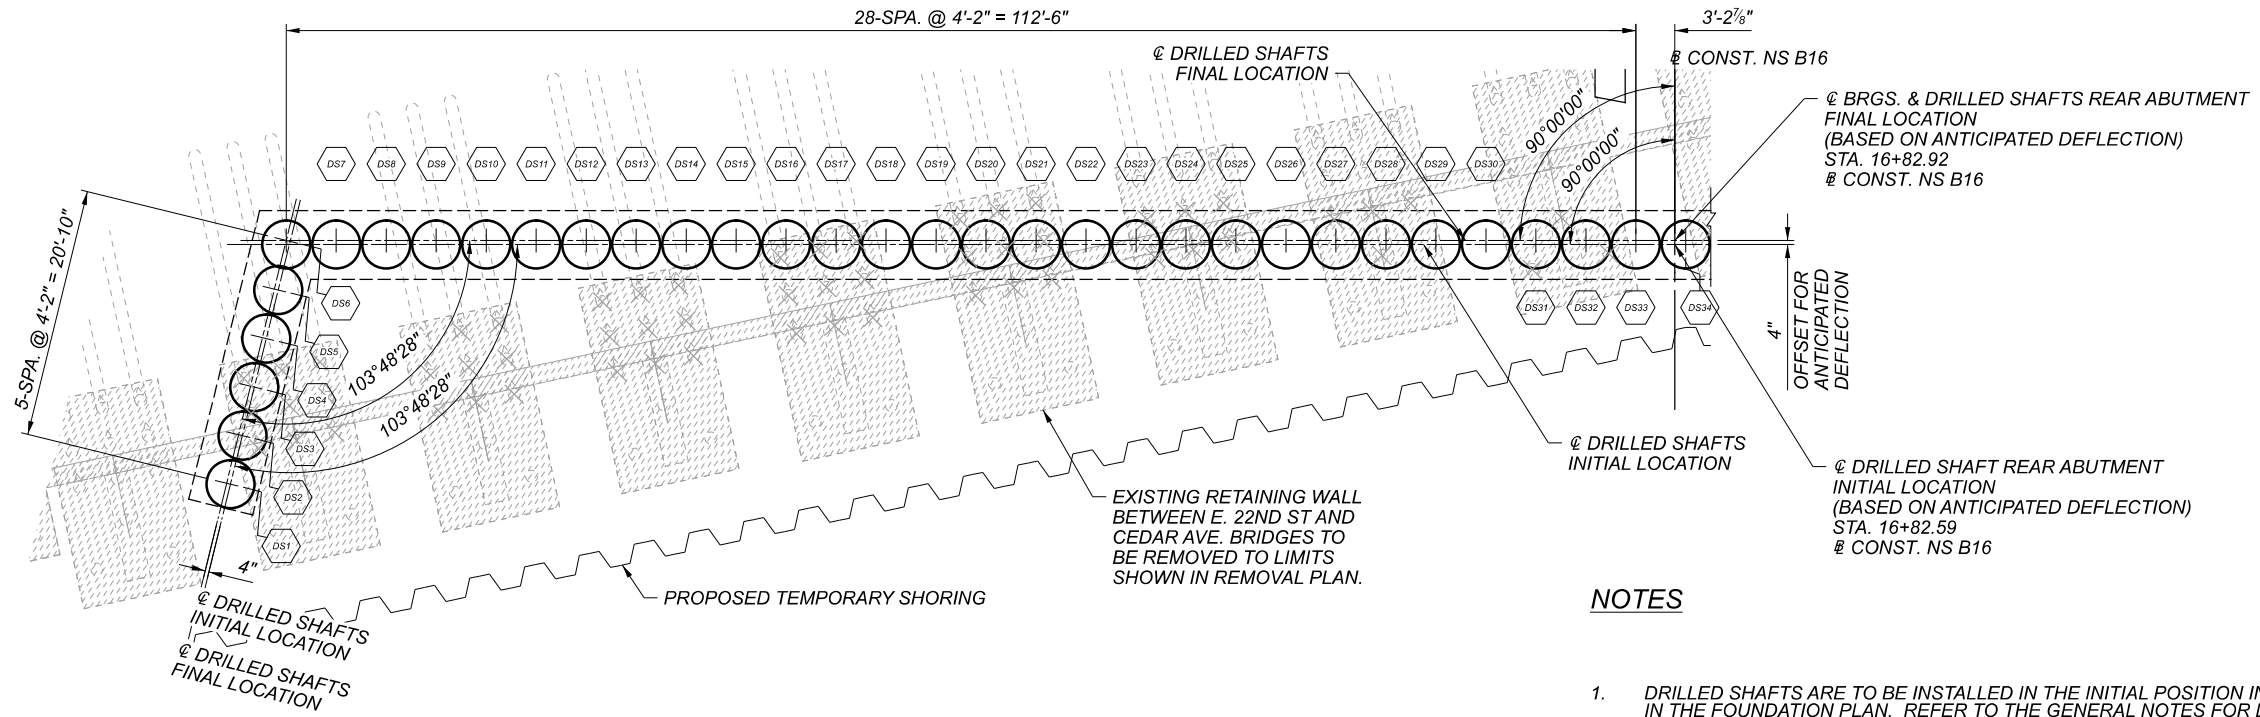 28-SPA. @ 4'-2" = 112'-6"
3'-2⅞"
℄ DRILLED SHAFTS
FINAL LOCATION
BL CONST. NS B16
℄ BRGS. & DRILLED SHAFTS REAR ABUTMENT
FINAL LOCATION
(BASED ON ANTICIPATED DEFLECTION)
STA. 16+82.92
BL CONST. NS B16
90°00'00"
90°00'00"
DS7 DS8 DS9 DS10 DS11 DS12 DS13 DS14 DS15 DS16 DS17 DS18 DS19 DS20 DS21 DS22 DS23 DS24 DS25 DS26 DS27 DS28 DS29 DS30
5-SPA. @ 4'-2" = 20'-10"
DS6
DS5
DS4
DS3
DS2
DS1
103°48'28"
103°48'28"
DS31 DS32 DS33 DS34
4"
OFFSET FOR
ANTICIPATED
DEFLECTION
℄ DRILLED SHAFTS
INITIAL LOCATION
℄ DRILLED SHAFT REAR ABUTMENT
INITIAL LOCATION
(BASED ON ANTICIPATED DEFLECTION)
STA. 16+82.59
BL CONST. NS B16
EXISTING RETAINING WALL
BETWEEN E. 22ND ST AND
CEDAR AVE. BRIDGES TO
BE REMOVED TO LIMITS
SHOWN IN REMOVAL PLAN.
PROPOSED TEMPORARY SHORING
4"
℄ DRILLED SHAFTS
INITIAL LOCATION
℄ DRILLED SHAFTS
FINAL LOCATION
NOTES
1. DRILLED SHAFTS ARE TO BE INSTALLED IN THE INITIAL POSITION
IN THE FOUNDATION PLAN. REFER TO THE GENERAL NOTES FOR